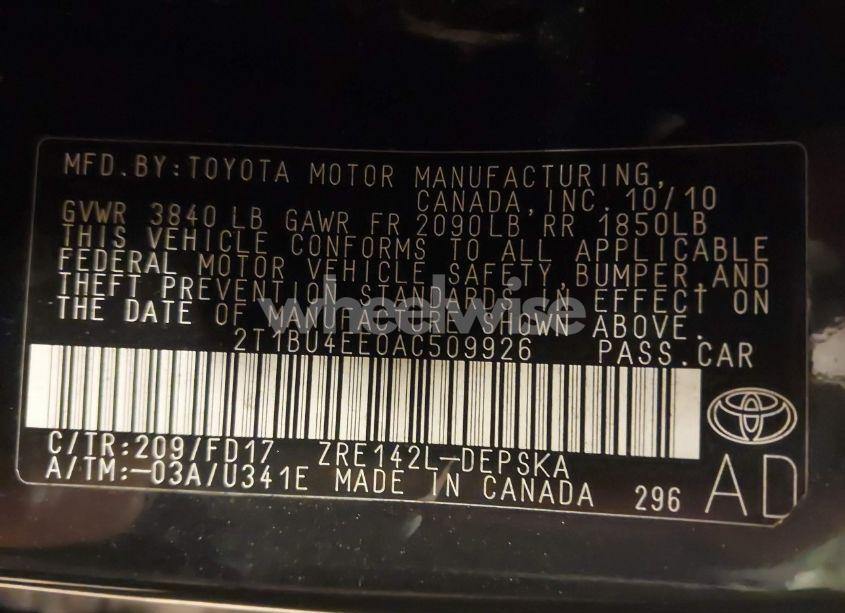 MFD.BY:TOYOTA MOTOR MANUFACTURING,
CANADA,INC. 10/10
GVWR 3840 LB GAWR FR 2090LB RR 1850LB
THIS VEHICLE CONFORMS TO ALL APPLICABLE
FEDERAL MOTOR VEHICLE SAFETY,BUMPER,AND
THEFT PREVENTION STANDARDS IN EFFECT ON
THE DATE OF MANUFACTURE SHOWN ABOVE.
wheelwise
2T1BU4EE0AC509926 PASS.CAR
C/TR:209/FD17 ZRE142L-DEPSKA
A/TM:-03A/U341E MADE IN CANADA 296 AD